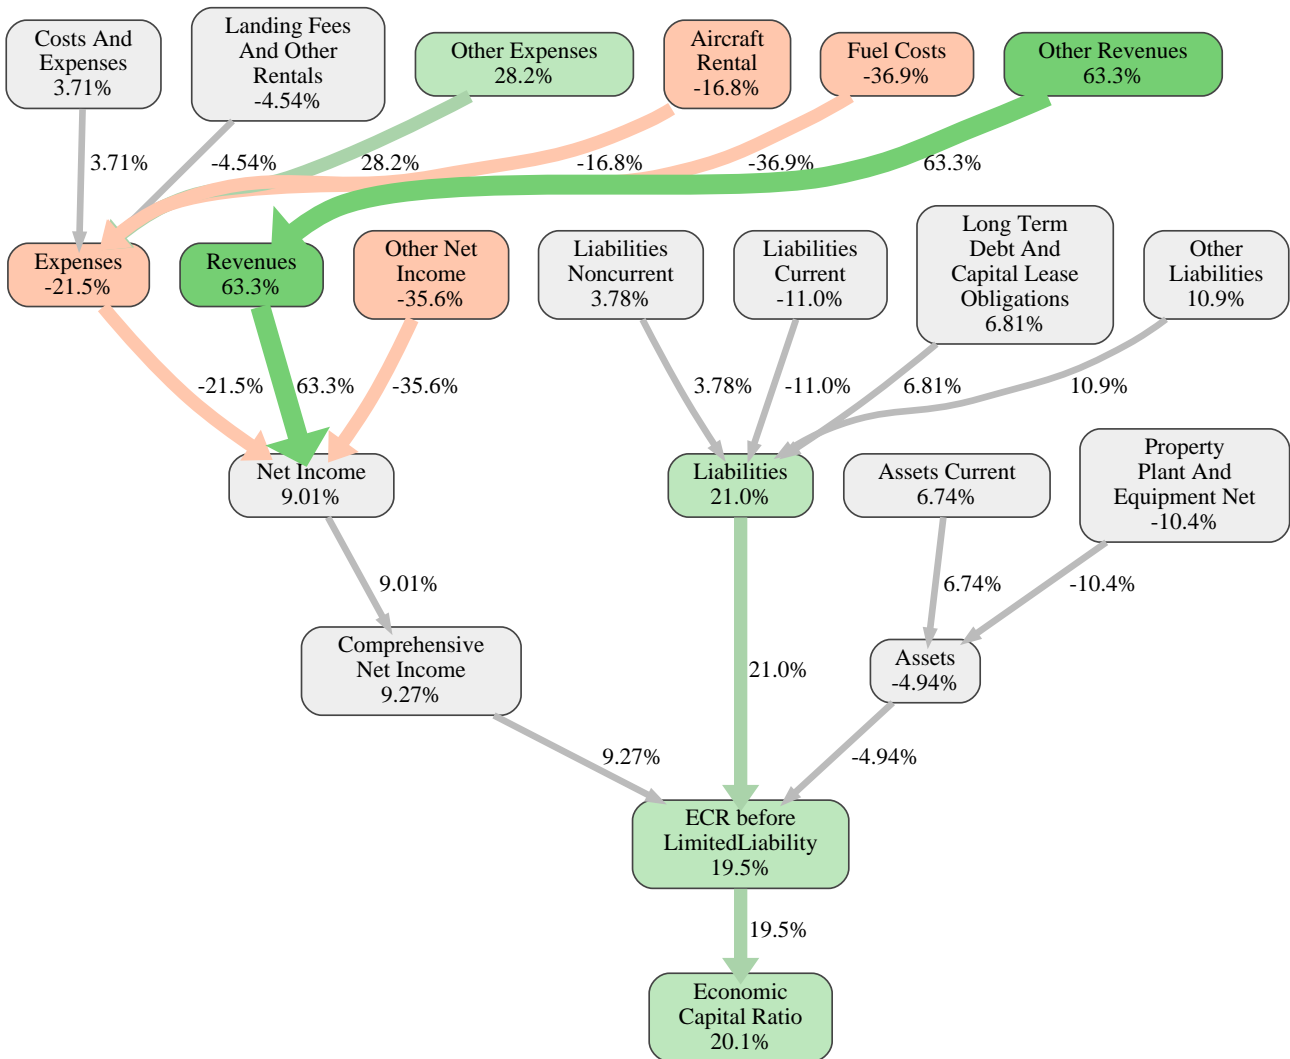 Costs And
Expenses
3.71%
Landing Fees
And Other
Rentals
-4.54%
Other Expenses
28.2%
Aircraft
Rental
-16.8%
Fuel Costs
-36.9%
Other Revenues
63.3%
3.71%
-4.54%
28.2%
-16.8%
-36.9%
63.3%
Expenses
-21.5%
Revenues
63.3%
Other Net
Income
-35.6%
Liabilities
Noncurrent
3.78%
Liabilities
Current
-11.0%
Long Term
Debt And
Capital Lease
Obligations
6.81%
Other
Liabilities
10.9%
-21.5%
63.3%
-35.6%
3.78%
-11.0%
6.81%
10.9%
Net Income
9.01%
Liabilities
21.0%
Assets Current
6.74%
Property
Plant And
Equipment Net
-10.4%
9.01%
6.74%
-10.4%
Comprehensive
Net Income
9.27%
21.0%
Assets
-4.94%
9.27%
-4.94%
ECR before
LimitedLiability
19.5%
19.5%
Economic
Capital Ratio
20.1%